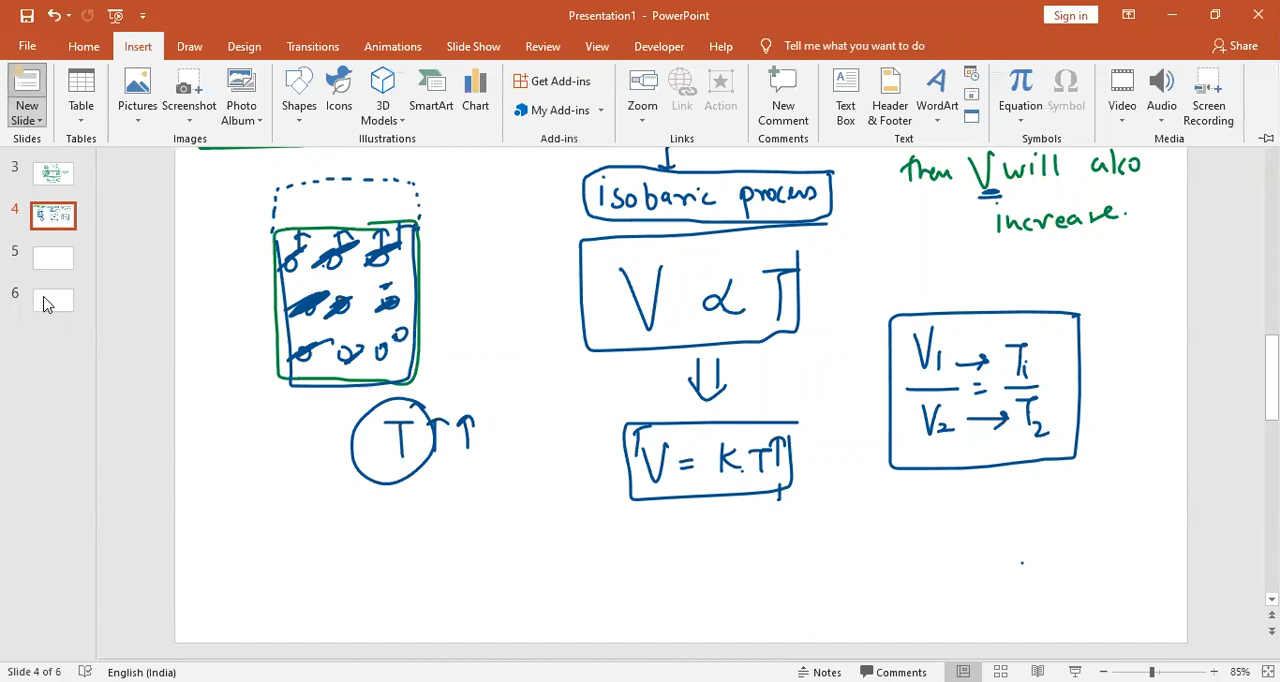 Presentation1 - PowerPoint
Sign in
File Home Insert Draw Design Transitions Animations Slide Show Review View Developer Help Tell me what you want to do Share
New Slide
Table
Pictures
Screenshot
Photo Album
Shapes
Icons
3D Models
SmartArt
Chart
Get Add-ins
My Add-ins
Zoom
Link
Action
New Comment
Text Box
Header & Footer
WordArt
Equation
Symbol
Video
Audio
Screen Recording
Slides Tables Images Illustrations Add-ins Links Comments Text Symbols Media
3
4
5
6
then V will also
increase.
isobaric process
V ∝ T
V = K.T↑
V1 → T1
=
V2 → T2
T ↑ ↑
Slide 4 of 6 English (India) Notes Comments 85%